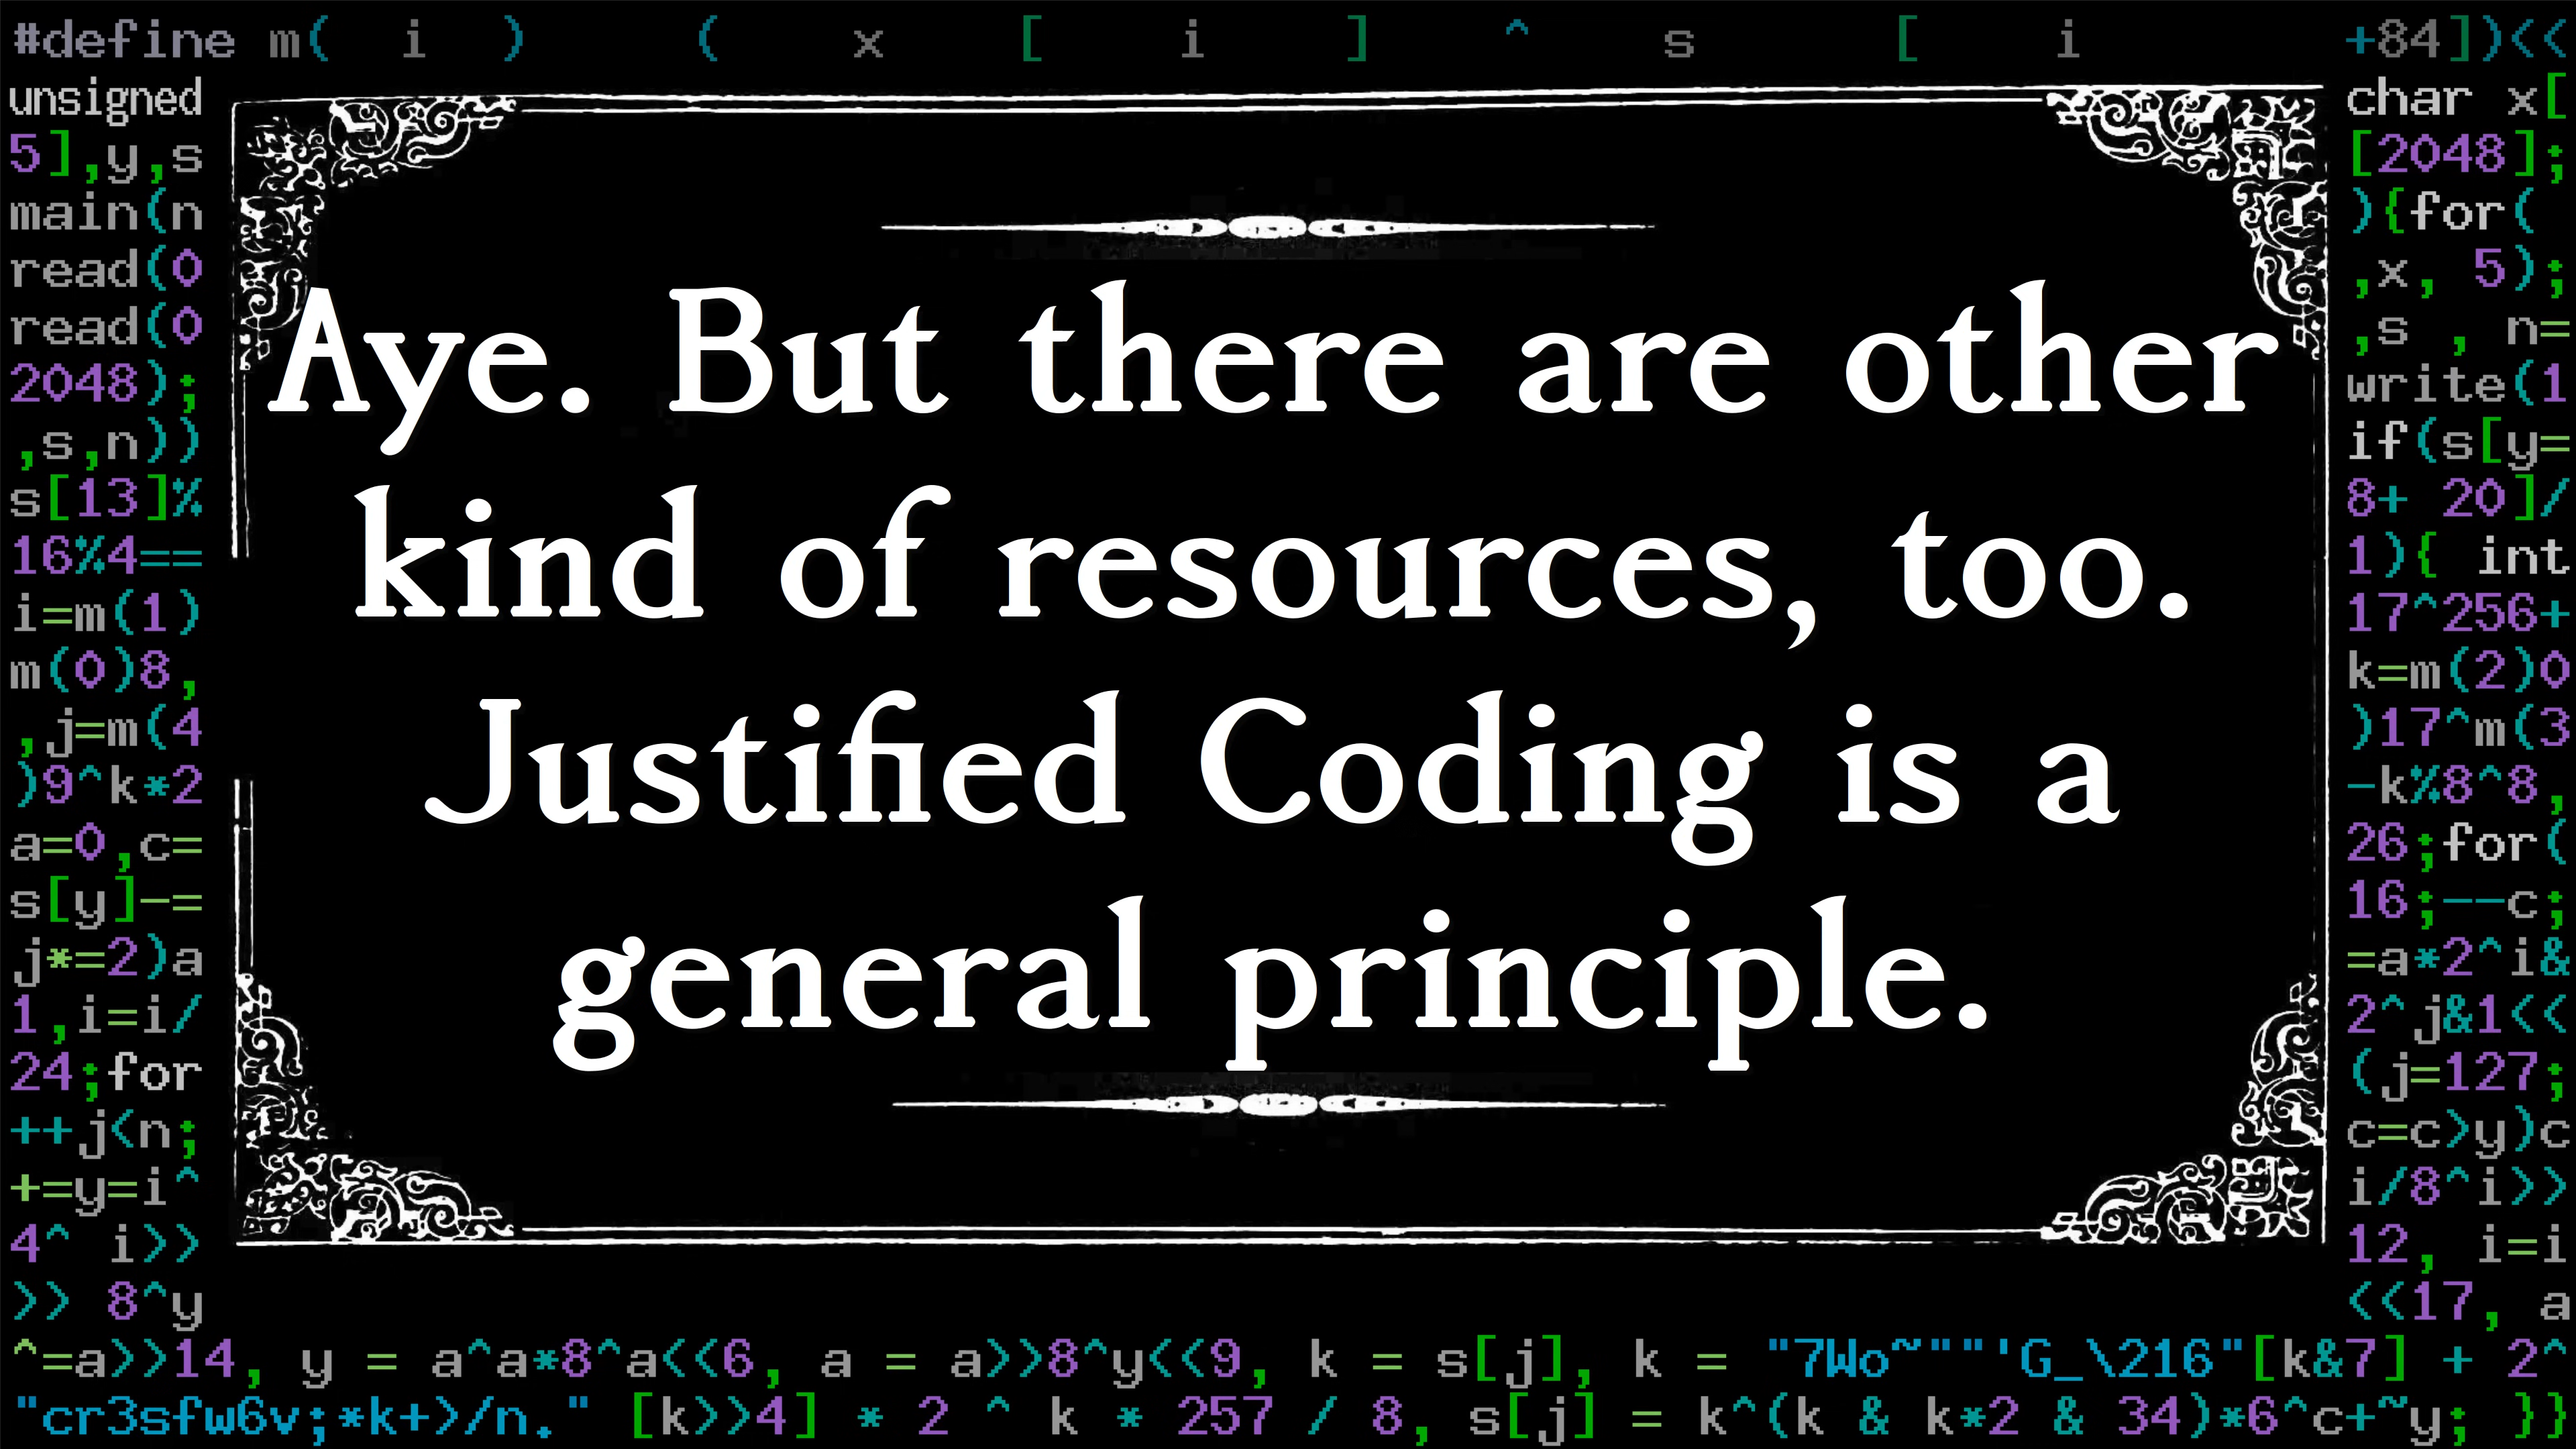 #define m( i ) ( x [ i ] ^ s [ i +84])<<
unsigned char x[
5],y,s [2048];
main(n ){for(
read(0 ,x, 5);
read(0 ,s , n=
2048); write(1
,s,n)) if(s[y=
s[13]% 8+ 20]/
16%4== 1){ int
i=m(1) 17^256+
m(0)8, k=m(2)0
,j=m(4 )17^m(3
)9^k*2 -k%8^8,
a=0,c= 26;for(
s[y]-= 16;--c;
j*=2)a =a*2^i&
1,i=i/ 2^j&1<<
24;for (j=127;
++j<n; c=c>y)c
+=y=i^ i/8^i>>
4^ i>> 12, i=i
>> 8^y <<17, a
^=a>>14, y = a^a*8^a<<6, a = a>>8^y<<9, k = s[j], k = "7Wo~""'G_\216"[k&7] + 2^
"cr3sfw6v;*k+>/n." [k>>4] * 2 ^ k * 257 / 8, s[j] = k^(k & k*2 & 34)*6^c+~y; }}
Aye. But there are other
kind of resources, too.
Justified Coding is a
general principle.